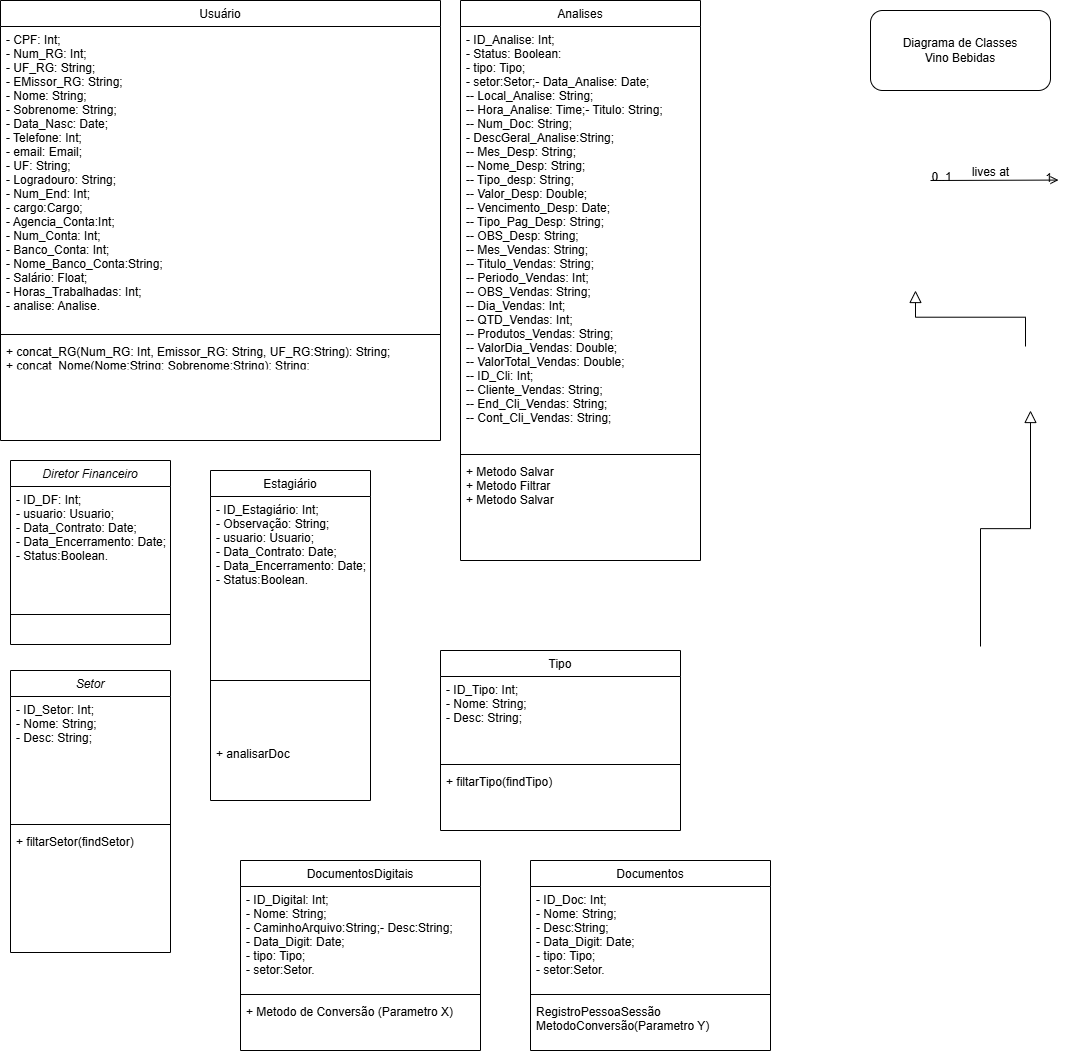 Usuário
- CPF: Int;
- Num_RG: Int;
- UF_RG: String;
- EMissor_RG: String;
- Nome: String;
- Sobrenome: String;
- Data_Nasc: Date;
- Telefone: Int;
- email: Email;
- UF: String;
- Logradouro: String;
- Num_End: Int;
- cargo:Cargo;
- Agencia_Conta:Int;
- Num_Conta: Int;
- Banco_Conta: Int;
- Nome_Banco_Conta:String;
- Salário: Float;
- Horas_Trabalhadas: Int;
- analise: Analise.
+ concat_RG(Num_RG: Int, Emissor_RG: String, UF_RG:String): String;
+ concat_Nome(Nome:String; Sobrenome:String): String;
Analises
- ID_Analise: Int;
- Status: Boolean:
- tipo: Tipo;
- setor:Setor;- Data_Analise: Date;
-- Local_Analise: String;
-- Hora_Analise: Time;- Titulo: String;
-- Num_Doc: String;
- DescGeral_Analise:String;
-- Mes_Desp: String;
-- Nome_Desp: String;
-- Tipo_desp: String;
-- Valor_Desp: Double;
-- Vencimento_Desp: Date;
-- Tipo_Pag_Desp: String;
-- OBS_Desp: String;
-- Mes_Vendas: String;
-- Titulo_Vendas: String;
-- Periodo_Vendas: Int;
-- OBS_Vendas: String;
-- Dia_Vendas: Int;
-- QTD_Vendas: Int;
-- Produtos_Vendas: String;
-- ValorDia_Vendas: Double;
-- ValorTotal_Vendas: Double;
-- ID_Cli: Int;
-- Cliente_Vendas: String;
-- End_Cli_Vendas: String;
-- Cont_Cli_Vendas: String;
+ Metodo Salvar
+ Metodo Filtrar
+ Metodo Salvar
Diagrama de Classes
Vino Bebidas
0..1 lives at 1
Diretor Financeiro
- ID_DF: Int;
- usuario: Usuario;
- Data_Contrato: Date;
- Data_Encerramento: Date;
- Status:Boolean.
Estagiário
- ID_Estagiário: Int;
- Observação: String;
- usuario: Usuario;
- Data_Contrato: Date;
- Data_Encerramento: Date;
- Status:Boolean.
+ analisarDoc
Setor
- ID_Setor: Int;
- Nome: String;
- Desc: String;
+ filtarSetor(findSetor)
Tipo
- ID_Tipo: Int;
- Nome: String;
- Desc: String;
+ filtarTipo(findTipo)
DocumentosDigitais
- ID_Digital: Int;
- Nome: String;
- CaminhoArquivo:String;- Desc:String;
- Data_Digit: Date;
- tipo: Tipo;
- setor:Setor.
+ Metodo de Conversão (Parametro X)
Documentos
- ID_Doc: Int;
- Nome: String;
- Desc:String;
- Data_Digit: Date;
- tipo: Tipo;
- setor:Setor.
RegistroPessoaSessão
MetodoConversão(Parametro Y)